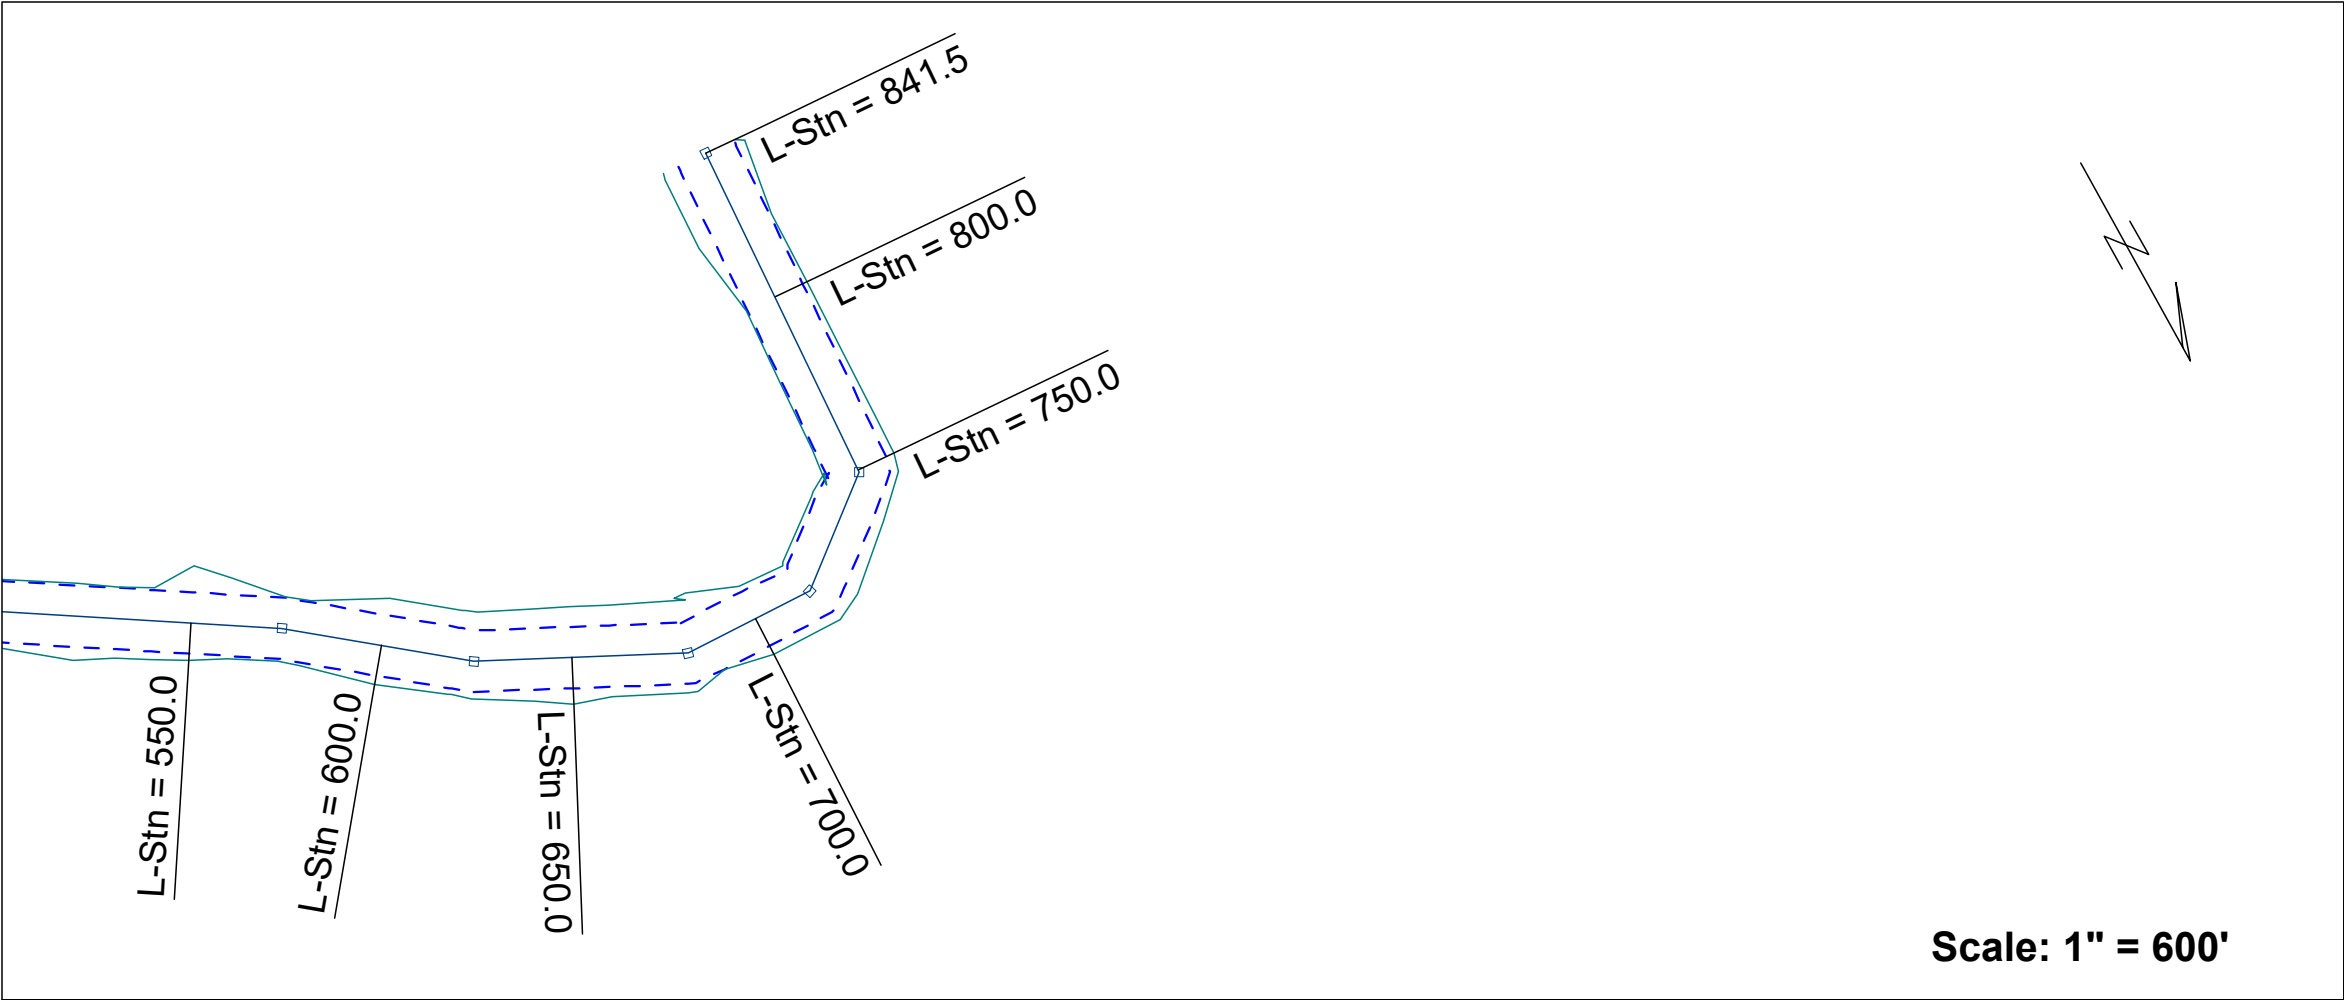 L-Stn = 841.5
L-Stn = 800.0
L-Stn = 750.0
L-Stn = 550.0
L-Stn = 600.0
L-Stn = 650.0
L-Stn = 700.0
N
Scale: 1" = 600'